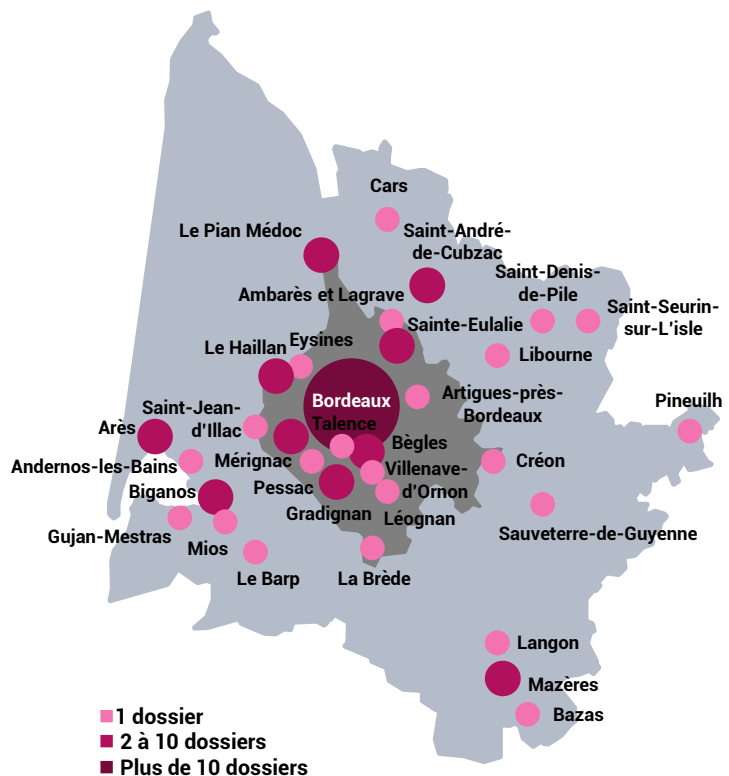 Cars
Le Pian Médoc
Saint-André-
de-Cubzac
Saint-Denis-
de-Pile
Ambarès et Lagrave
Saint-Seurin-
sur-L'isle
Sainte-Eulalie
Eysines
Le Haillan
Libourne
Bordeaux
Artigues-près-
Bordeaux
Pineuilh
Saint-Jean-
d'Illac
Talence
Arès
Bègles
Andernos-les-Bains
Mérignac
Villenave-
d'Ornon
Créon
Biganos
Pessac
Gradignan
Léognan
Gujan-Mestras
Mios
Sauveterre-de-Guyenne
Le Barp
La Brède
Langon
Mazères
Bazas
1 dossier
2 à 10 dossiers
Plus de 10 dossiers